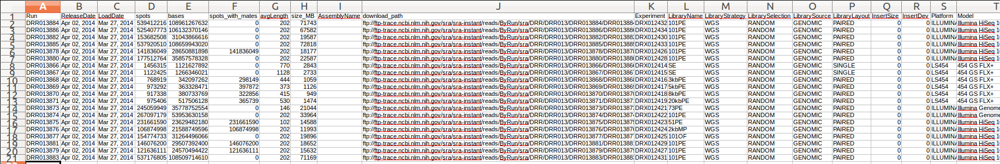 A B C D E F G H I J K L M N O P Q R S T
1 Run ReleaseDate LoadDate spots bases spots_with_mates avgLength size_MB AssemblyName download_path Experiment LibraryName LibraryStrategy LibrarySelection LibrarySource LibraryLayout InsertSize InsertDev Platform Model
2 DRR013884 Apr 02, 2014 Mar 27, 2014 539412216 108961267632 0 202 71743 ftp://ftp-trace.ncbi.nlm.nih.gov/sra/sra-instant/reads/ByRun/sra/DRR/DRR013/DRR013884/DRR01388 DRX012432 101PE WGS RANDOM GENOMIC PAIRED 0 0 ILLUMINA Illumina HiSeq 1
3 DRR013886 Apr 02, 2014 Mar 27, 2014 525407773 106132370146 0 202 67582 ftp://ftp-trace.ncbi.nlm.nih.gov/sra/sra-instant/reads/ByRun/sra/DRR/DRR013/DRR013886/DRR01388 DRX012434 101PE WGS RANDOM GENOMIC PAIRED 0 0 ILLUMINA Illumina HiSeq 1
4 DRR013882 Apr 02, 2014 Mar 27, 2014 153682508 31043866616 0 202 19587 ftp://ftp-trace.ncbi.nlm.nih.gov/sra/sra-instant/reads/ByRun/sra/DRR/DRR013/DRR013882/DRR01388 DRX012430 101PE WGS RANDOM GENOMIC PAIRED 0 0 ILLUMINA Illumina HiSeq 1
5 DRR013885 Apr 02, 2014 Mar 27, 2014 537920510 108659943020 0 202 72818 ftp://ftp-trace.ncbi.nlm.nih.gov/sra/sra-instant/reads/ByRun/sra/DRR/DRR013/DRR013885/DRR01388 DRX012433 101PE WGS RANDOM GENOMIC PAIRED 0 0 ILLUMINA Illumina HiSeq 1
6 DRR013878 Apr 02, 2014 Mar 27, 2014 141836049 28650881898 141836049 202 18177 ftp://ftp-trace.ncbi.nlm.nih.gov/sra/sra-instant/reads/ByRun/sra/DRR/DRR013/DRR013878/DRR01387 DRX012426 101PE WGS RANDOM GENOMIC PAIRED 0 0 ILLUMINA Illumina HiSeq 1
7 DRR013880 Apr 02, 2014 Mar 27, 2014 177512764 35857578328 0 202 22587 ftp://ftp-trace.ncbi.nlm.nih.gov/sra/sra-instant/reads/ByRun/sra/DRR/DRR013/DRR013880/DRR01388 DRX012428 101PE WGS RANDOM GENOMIC PAIRED 0 0 ILLUMINA Illumina HiSeq 1
8 DRR013866 Apr 02, 2014 Mar 27, 2014 1456315 1121627892 0 770 2843 ftp://ftp-trace.ncbi.nlm.nih.gov/sra/sra-instant/reads/ByRun/sra/DRR/DRR013/DRR013866/DRR01386 DRX012414 SE WGS RANDOM GENOMIC SINGLE 0 0 LS454 454 GS FLX+
9 DRR013867 Apr 02, 2014 Mar 27, 2014 1122425 1266346021 0 1128 2733 ftp://ftp-trace.ncbi.nlm.nih.gov/sra/sra-instant/reads/ByRun/sra/DRR/DRR013/DRR013867/DRR01386 DRX012415 SE WGS RANDOM GENOMIC SINGLE 0 0 LS454 454 GS FLX+
10 DRR013868 Apr 02, 2014 Mar 27, 2014 768919 342097262 298149 444 1059 ftp://ftp-trace.ncbi.nlm.nih.gov/sra/sra-instant/reads/ByRun/sra/DRR/DRR013/DRR013868/DRR01386 DRX012416 3kbPE WGS RANDOM GENOMIC PAIRED 0 0 LS454 454 GS FLX+
11 DRR013869 Apr 02, 2014 Mar 27, 2014 973292 363328471 397872 373 1126 ftp://ftp-trace.ncbi.nlm.nih.gov/sra/sra-instant/reads/ByRun/sra/DRR/DRR013/DRR013869/DRR01386 DRX012417 5kbPE WGS RANDOM GENOMIC PAIRED 0 0 LS454 454 GS FLX+
12 DRR013870 Apr 02, 2014 Mar 27, 2014 917338 380733769 322856 415 949 ftp://ftp-trace.ncbi.nlm.nih.gov/sra/sra-instant/reads/ByRun/sra/DRR/DRR013/DRR013870/DRR01387 DRX012418 8kbPE WGS RANDOM GENOMIC PAIRED 0 0 LS454 454 GS FLX+
13 DRR013871 Apr 02, 2014 Mar 27, 2014 975406 517506128 365739 530 1474 ftp://ftp-trace.ncbi.nlm.nih.gov/sra/sra-instant/reads/ByRun/sra/DRR/DRR013/DRR013871/DRR01387 DRX012419 20kbPE WGS RANDOM GENOMIC PAIRED 0 0 LS454 454 GS FLX+
14 DRR013873 Apr 02, 2014 Mar 27, 2014 245059949 35778752554 0 146 21044 ftp://ftp-trace.ncbi.nlm.nih.gov/sra/sra-instant/reads/ByRun/sra/DRR/DRR013/DRR013873/DRR01387 DRX012421 73PE WGS RANDOM GENOMIC PAIRED 0 0 ILLUMINA Illumina Genome
15 DRR013874 Apr 02, 2014 Mar 27, 2014 267097179 53953630158 0 202 33964 ftp://ftp-trace.ncbi.nlm.nih.gov/sra/sra-instant/reads/ByRun/sra/DRR/DRR013/DRR013874/DRR01387 DRX012422 101PE WGS RANDOM GENOMIC PAIRED 0 0 ILLUMINA Illumina Genome
16 DRR013875 Apr 02, 2014 Mar 27, 2014 231661590 23629482180 231661590 102 14588 ftp://ftp-trace.ncbi.nlm.nih.gov/sra/sra-instant/reads/ByRun/sra/DRR/DRR013/DRR013875/DRR01387 DRX012423 51PE WGS RANDOM GENOMIC PAIRED 0 0 ILLUMINA Illumina HiSeq 1
17 DRR013876 Apr 02, 2014 Mar 27, 2014 106874998 21588749596 106874998 202 11993 ftp://ftp-trace.ncbi.nlm.nih.gov/sra/sra-instant/reads/ByRun/sra/DRR/DRR013/DRR013876/DRR01387 DRX012424 2kbMP WGS RANDOM GENOMIC PAIRED 0 0 ILLUMINA Illumina HiSeq 1
18 DRR013877 Apr 02, 2014 Mar 27, 2014 154774733 31264496066 0 202 19896 ftp://ftp-trace.ncbi.nlm.nih.gov/sra/sra-instant/reads/ByRun/sra/DRR/DRR013/DRR013877/DRR01387 DRX012425 101OF WGS RANDOM GENOMIC PAIRED 0 0 ILLUMINA Illumina HiSeq 1
19 DRR013881 Apr 02, 2014 Mar 27, 2014 146076200 29507392400 146076200 202 18652 ftp://ftp-trace.ncbi.nlm.nih.gov/sra/sra-instant/reads/ByRun/sra/DRR/DRR013/DRR013881/DRR01388 DRX012429 101PE WGS RANDOM GENOMIC PAIRED 0 0 ILLUMINA Illumina HiSeq 1
20 DRR013879 Apr 02, 2014 Mar 27, 2014 121636111 24570494422 121636111 202 15632 ftp://ftp-trace.ncbi.nlm.nih.gov/sra/sra-instant/reads/ByRun/sra/DRR/DRR013/DRR013879/DRR01387 DRX012427 101PE WGS RANDOM GENOMIC PAIRED 0 0 ILLUMINA Illumina HiSeq 1
21 DRR013883 Apr 02, 2014 Mar 27, 2014 537176805 108509714610 0 202 71169 ftp://ftp-trace.ncbi.nlm.nih.gov/sra/sra-instant/reads/ByRun/sra/DRR/DRR013/DRR013883/DRR01388 DRX012431 101PE WGS RANDOM GENOMIC PAIRED 0 0 ILLUMINA Illumina HiSeq 1